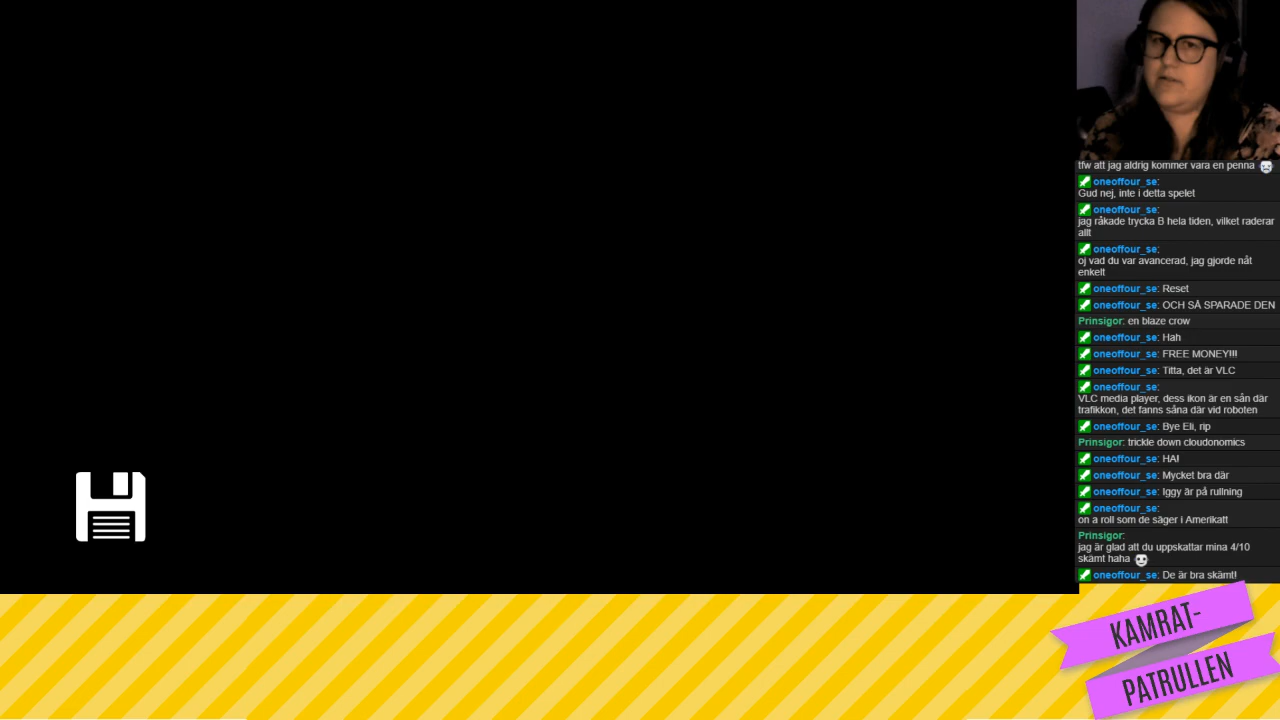 tfw att jag aldrig kommer vara en penna
oneoffour_se:
Gud nej, inte i detta spelet
oneoffour_se:
jag råkade trycka B hela tiden, vilket raderar
allt
oneoffour_se:
oj vad du var avancerad, jag gjorde nåt
enkelt
oneoffour_se: Reset
oneoffour_se: OCH SÅ SPARADE DEN
Prinsigor: en blaze crow
oneoffour_se: Hah
oneoffour_se: FREE MONEY!!!
oneoffour_se: Titta, det är VLC
oneoffour_se:
VLC media player, dess ikon är en sån där
trafikkon, det fanns såna där vid roboten
oneoffour_se: Bye Eli, rip
Prinsigor: trickle down cloudonomics
oneoffour_se: HA!
oneoffour_se: Mycket bra där
oneoffour_se: Iggy är på rullning
oneoffour_se:
on a roll som de säger i Amerikatt
Prinsigor:
jag är glad att du uppskattar mina 4/10
skämt haha
oneoffour_se: De är bra skämt!
KAMRAT-
PATRULLEN